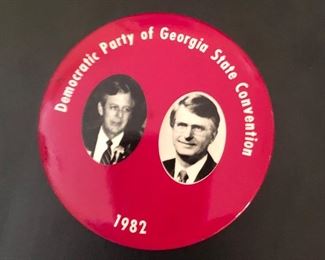 Democratic Party of Georgia State Convention
1982